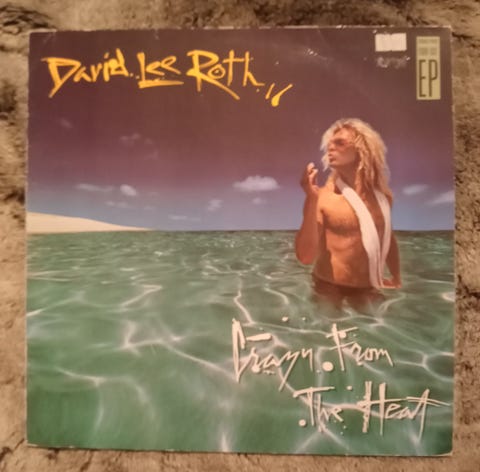 David Lee Roth
EP
Crazy From
The Heat